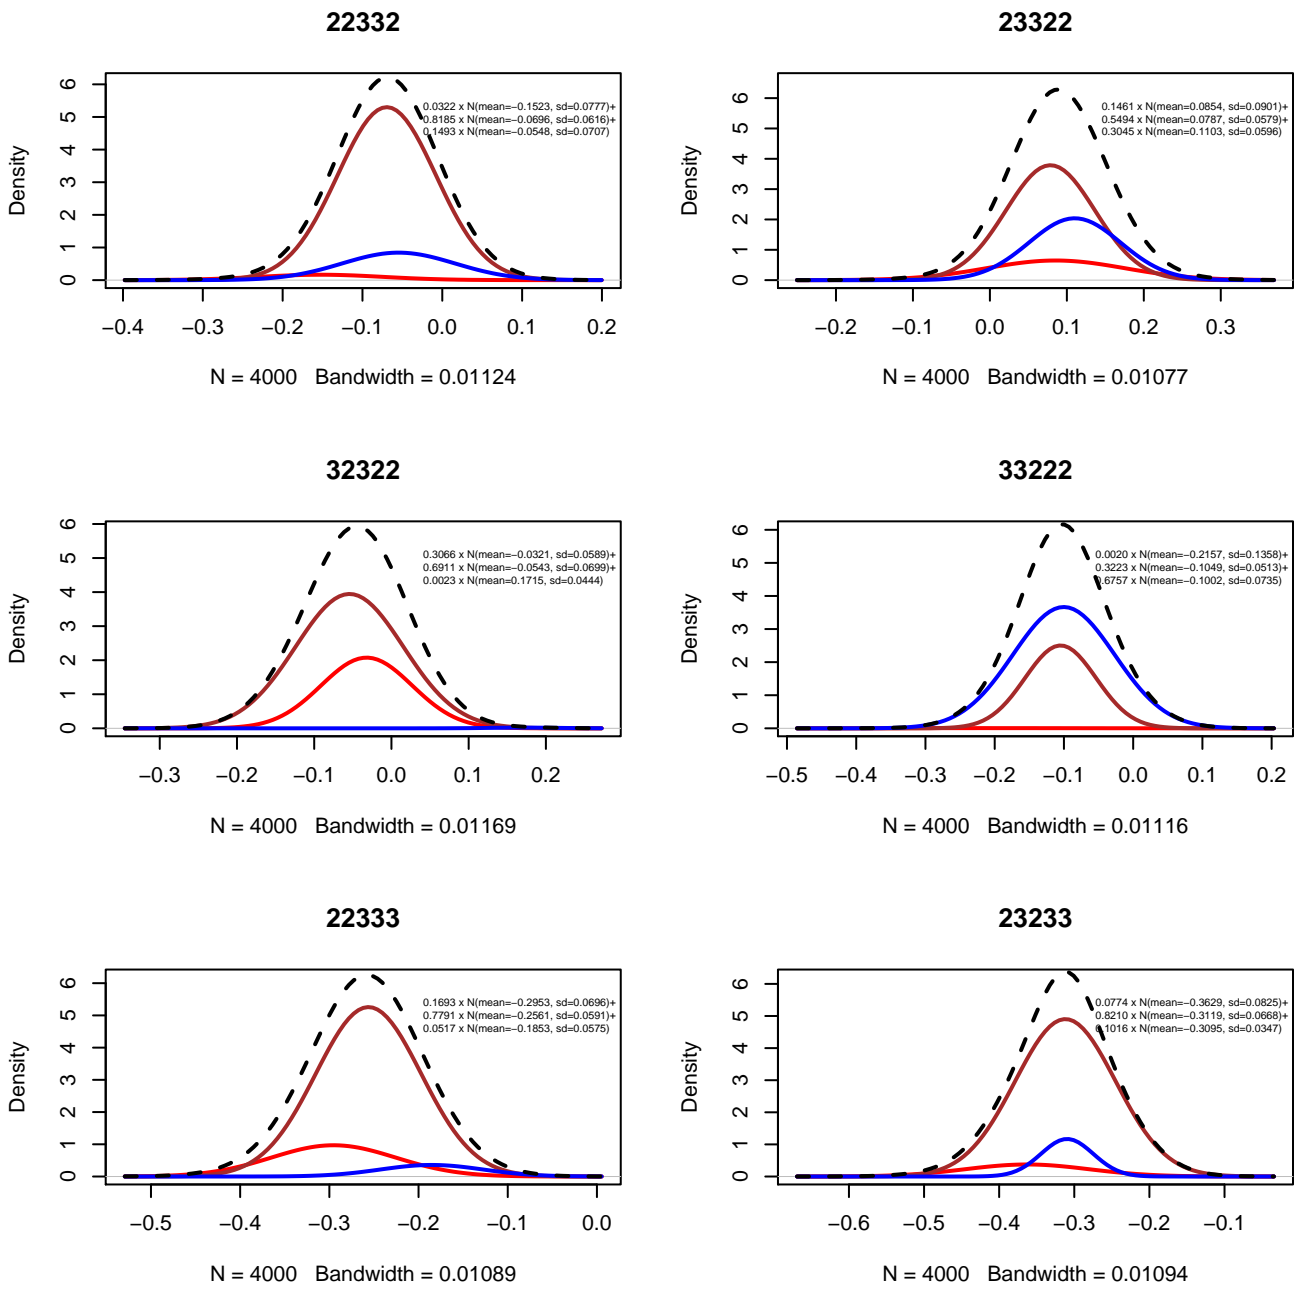 22332
Density
0 1 2 3 4 5 6
0.0322 x N(mean=−0.1523, sd=0.0777)+
0.8185 x N(mean=−0.0696, sd=0.0616)+
0.1493 x N(mean=−0.0548, sd=0.0707)
−0.4 −0.3 −0.2 −0.1 0.0 0.1 0.2
N = 4000 Bandwidth = 0.01124
23322
Density
0 1 2 3 4 5 6
0.1461 x N(mean=0.0854, sd=0.0901)+
0.5494 x N(mean=0.0787, sd=0.0579)+
0.3045 x N(mean=0.1103, sd=0.0596)
−0.2 −0.1 0.0 0.1 0.2 0.3
N = 4000 Bandwidth = 0.01077
32322
Density
0 1 2 3 4 5 6
0.3066 x N(mean=−0.0321, sd=0.0589)+
0.6911 x N(mean=−0.0543, sd=0.0699)+
0.0023 x N(mean=0.1715, sd=0.0444)
−0.3 −0.2 −0.1 0.0 0.1 0.2
N = 4000 Bandwidth = 0.01169
33222
Density
0 1 2 3 4 5 6
0.0020 x N(mean=−0.2157, sd=0.1358)+
0.3223 x N(mean=−0.1049, sd=0.0513)+
0.6757 x N(mean=−0.1002, sd=0.0735)
−0.5 −0.4 −0.3 −0.2 −0.1 0.0 0.1 0.2
N = 4000 Bandwidth = 0.01116
22333
Density
0 1 2 3 4 5 6
0.1693 x N(mean=−0.2953, sd=0.0696)+
0.7791 x N(mean=−0.2561, sd=0.0591)+
0.0517 x N(mean=−0.1853, sd=0.0575)
−0.5 −0.4 −0.3 −0.2 −0.1 0.0
N = 4000 Bandwidth = 0.01089
23233
Density
0 1 2 3 4 5 6
0.0774 x N(mean=−0.3629, sd=0.0825)+
0.8210 x N(mean=−0.3119, sd=0.0668)+
0.1016 x N(mean=−0.3095, sd=0.0347)
−0.6 −0.5 −0.4 −0.3 −0.2 −0.1
N = 4000 Bandwidth = 0.01094